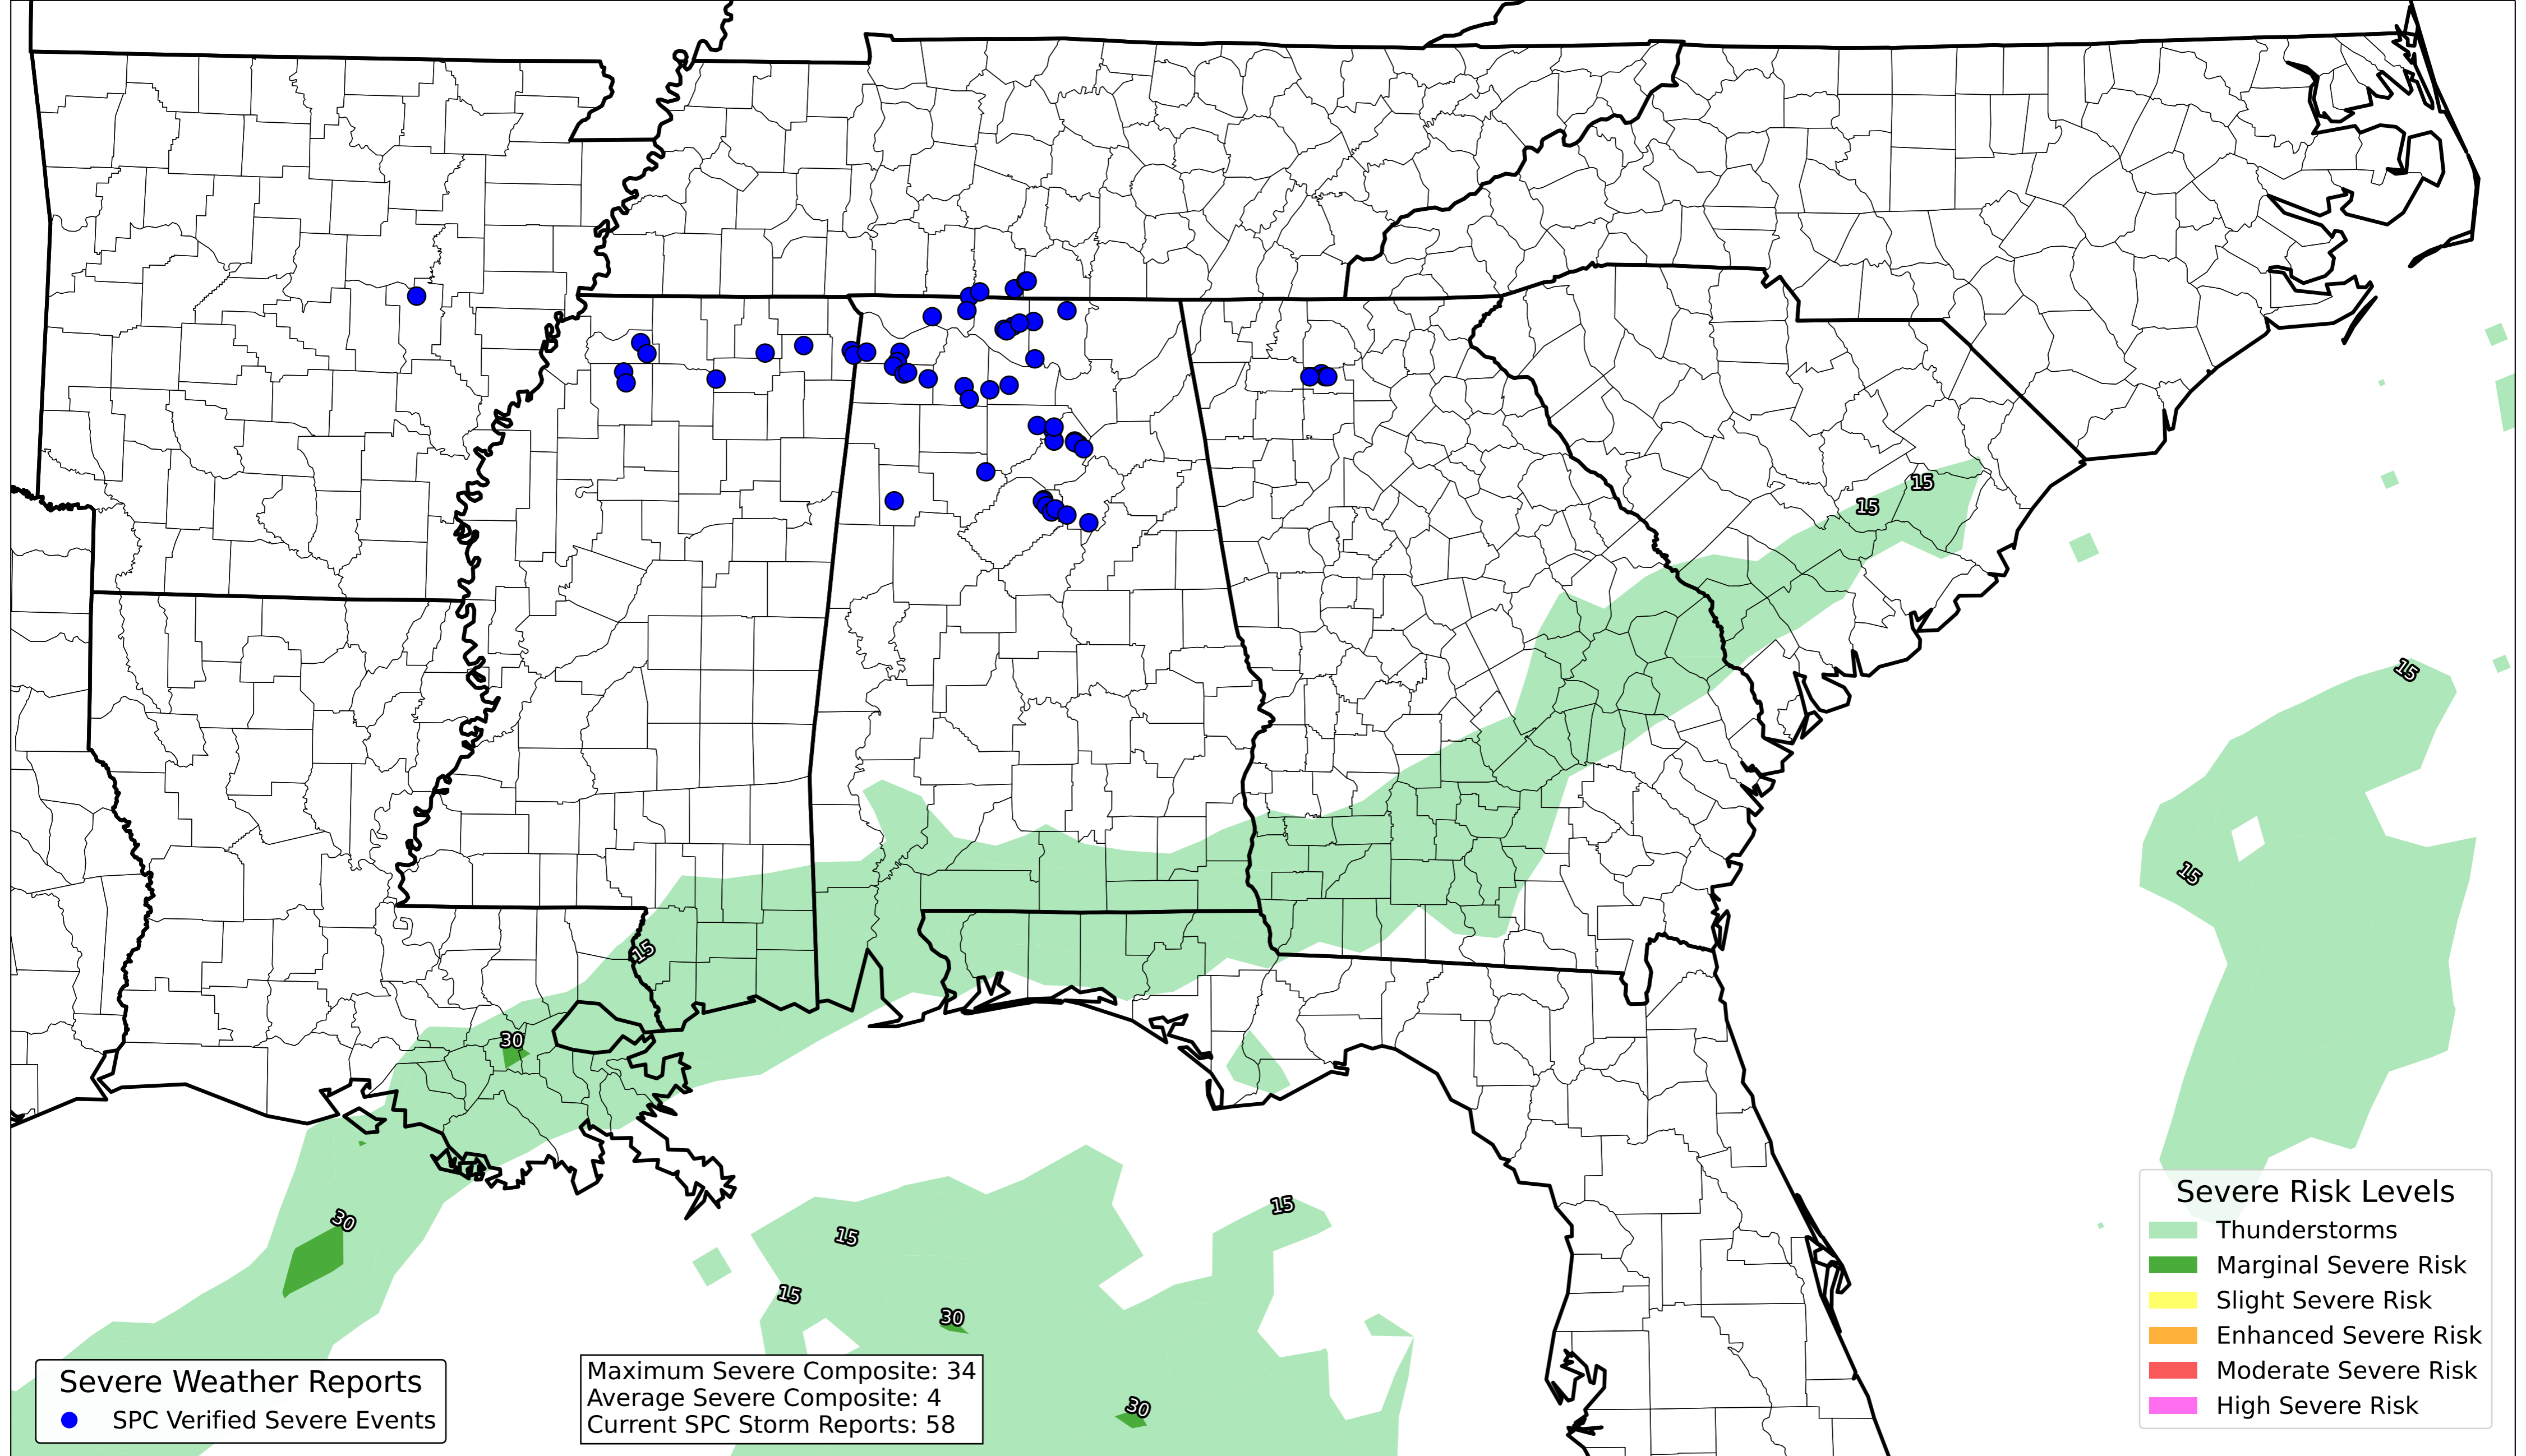 15
15
15
15
30
15
30
15
15
30
15
30
Severe Risk Levels
Thunderstorms
Marginal Severe Risk
Slight Severe Risk
Enhanced Severe Risk
Moderate Severe Risk
High Severe Risk
Severe Weather Reports
SPC Verified Severe Events
Maximum Severe Composite: 34
Average Severe Composite: 4
Current SPC Storm Reports: 58